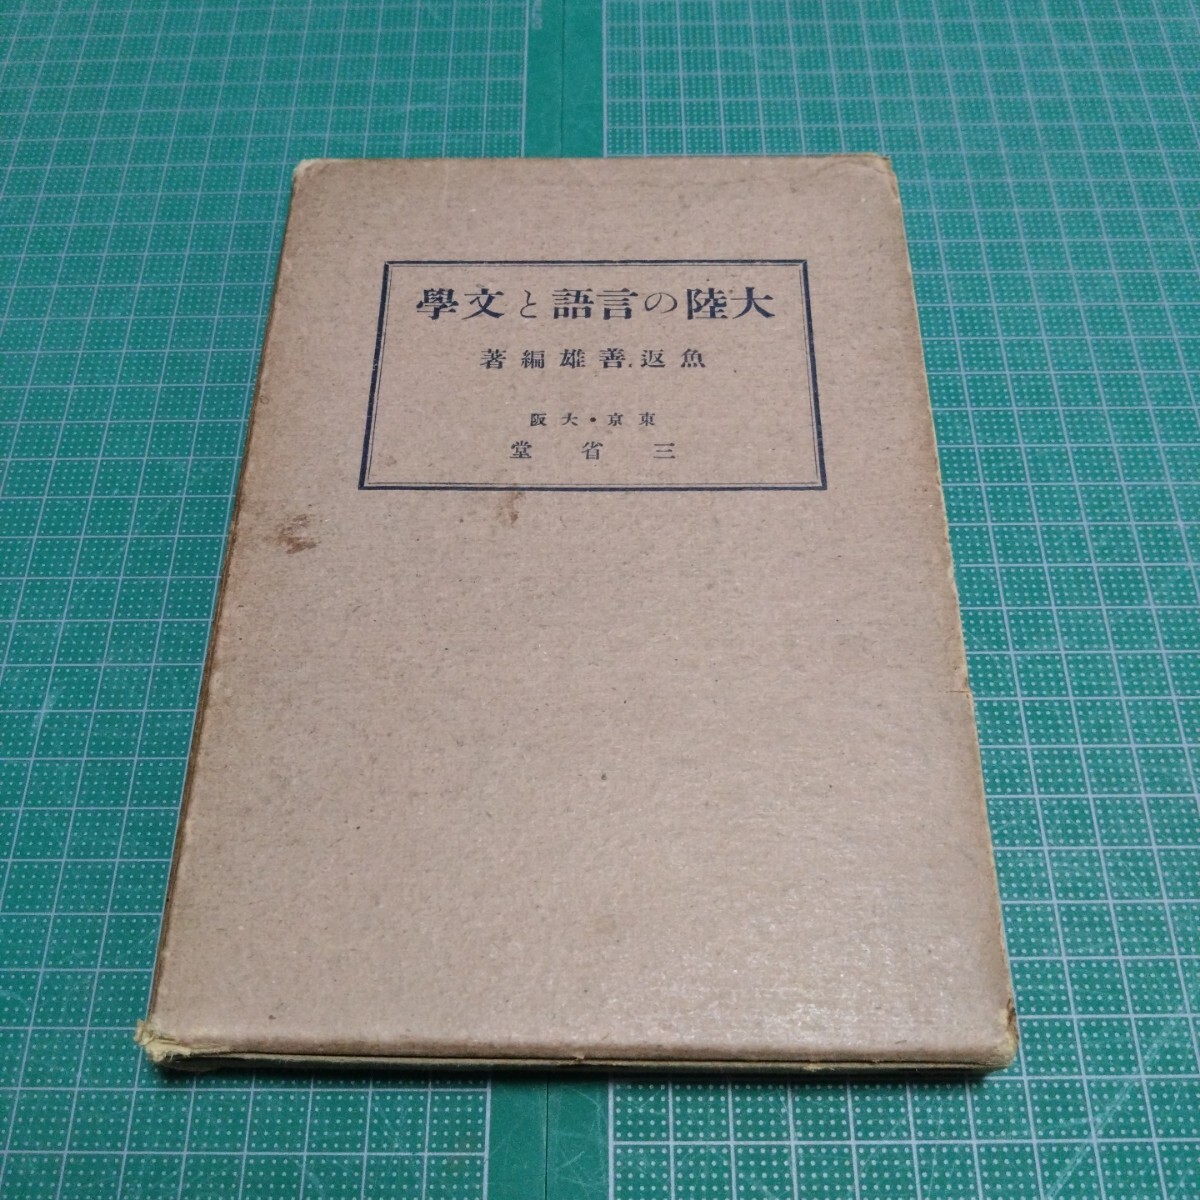 大陸の言語と文學
魚返善雄編著
東京・大阪
三省堂